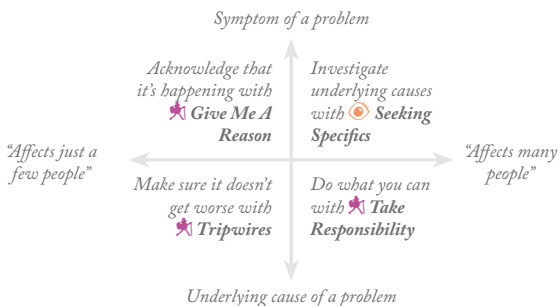 Symptom of a problem
Acknowledge that
it's happening with
Give Me A
Reason
Investigate
underlying causes
with Seeking
Specifics
“Affects just a
few people”
“Affects many
people”
Make sure it doesn't
get worse with
Tripwires
Do what you can
with Take
Responsibility
Underlying cause of a problem